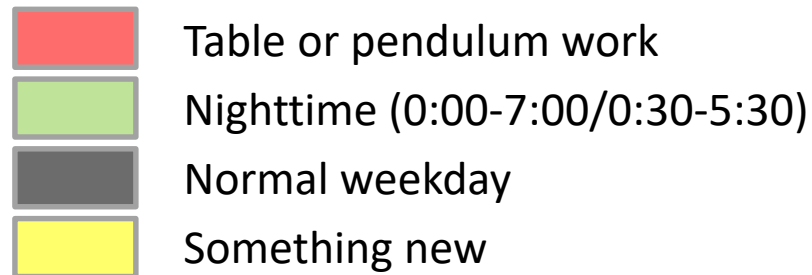 Table or pendulum work
Nighttime (0:00-7:00/0:30-5:30)
Normal weekday
Something new